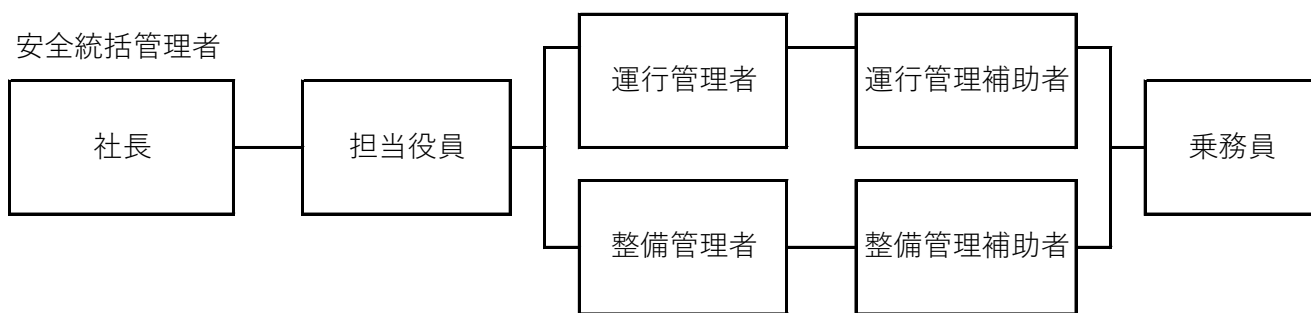 安全統括管理者
社長
担当役員
運行管理者
運行管理補助者
整備管理者
整備管理補助者
乗務員